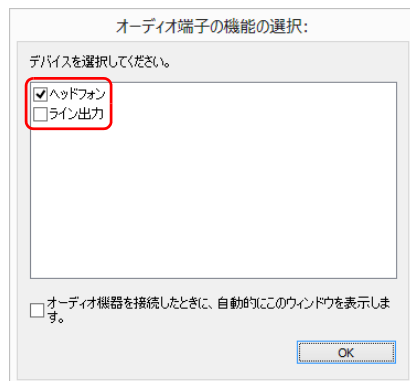 オーディオ端子の機能の選択:
デバイスを選択してください。
ヘッドフォン
ライン出力
オーディオ機器を接続したときに、自動的にこのウィンドウを表示しま
す。
OK